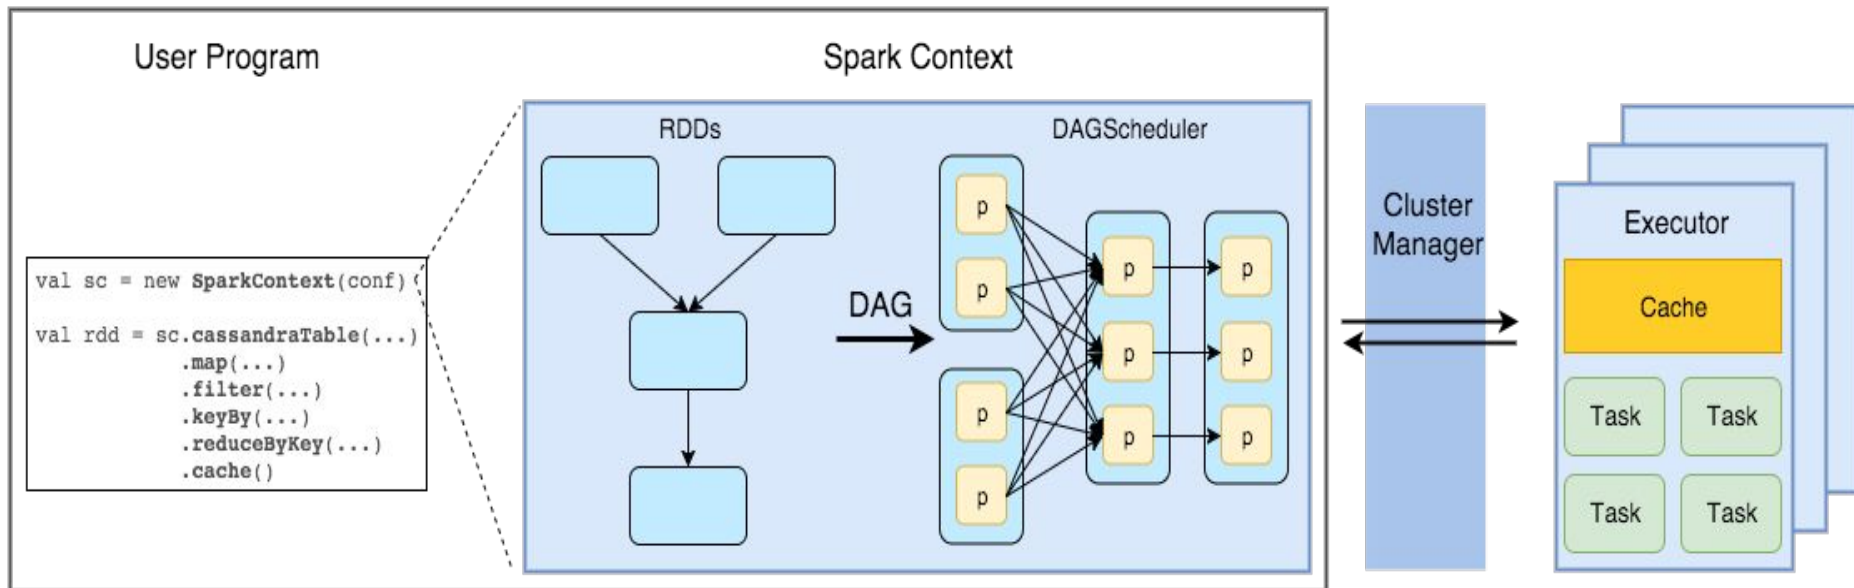 User Program
val sc = new SparkContext(conf)
val rdd = sc.cassandraTable(...)
.map(...)
.filter(...)
.keyBy(...)
.reduceByKey(...)
.cache()
Spark Context
RDDs
DAG
DAGScheduler
p
p
p
p
p
p
p
p
p
p
Cluster
Manager
Executor
Cache
Task Task
Task Task